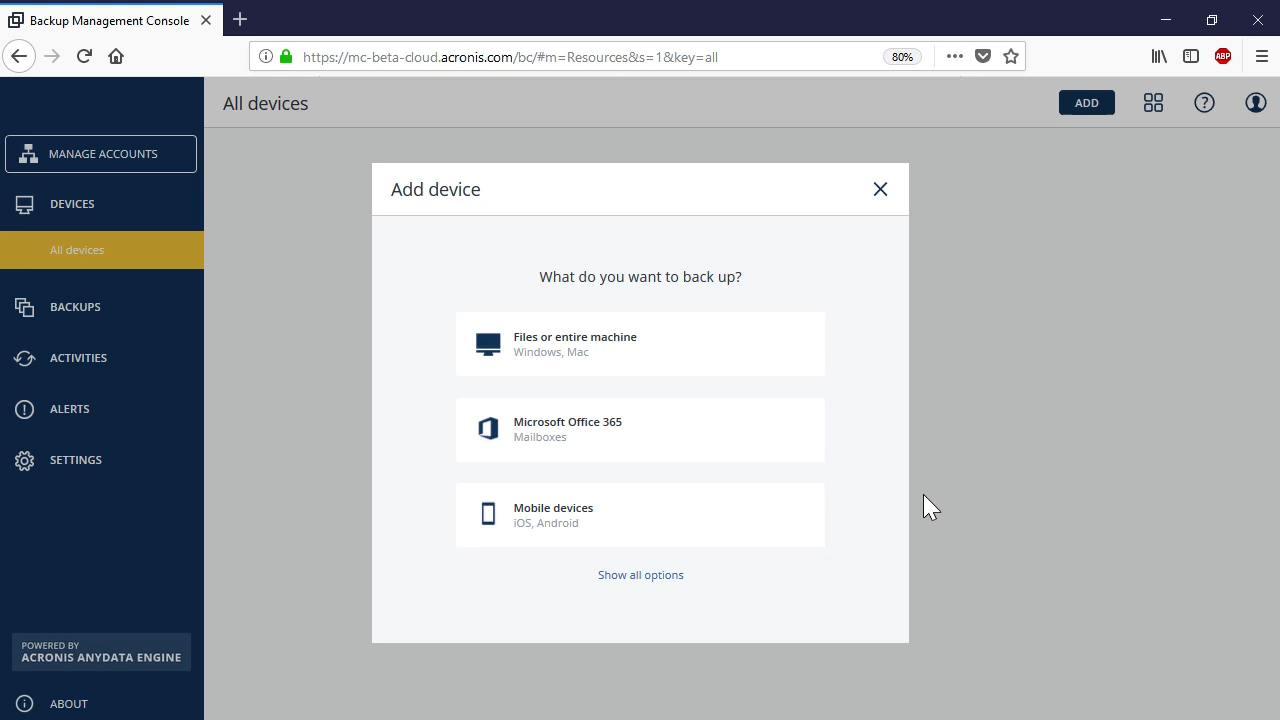 Backup Management Console
https://mc-beta-cloud.acronis.com/bc/#m=Resources&s=1&key=all
80%
ABP
All devices
ADD
MANAGE ACCOUNTS
DEVICES
All devices
BACKUPS
ACTIVITIES
ALERTS
SETTINGS
POWERED BY
ACRONIS ANYDATA ENGINE
ABOUT
Add device
What do you want to back up?
Files or entire machine
Windows, Mac
Microsoft Office 365
Mailboxes
Mobile devices
iOS, Android
Show all options